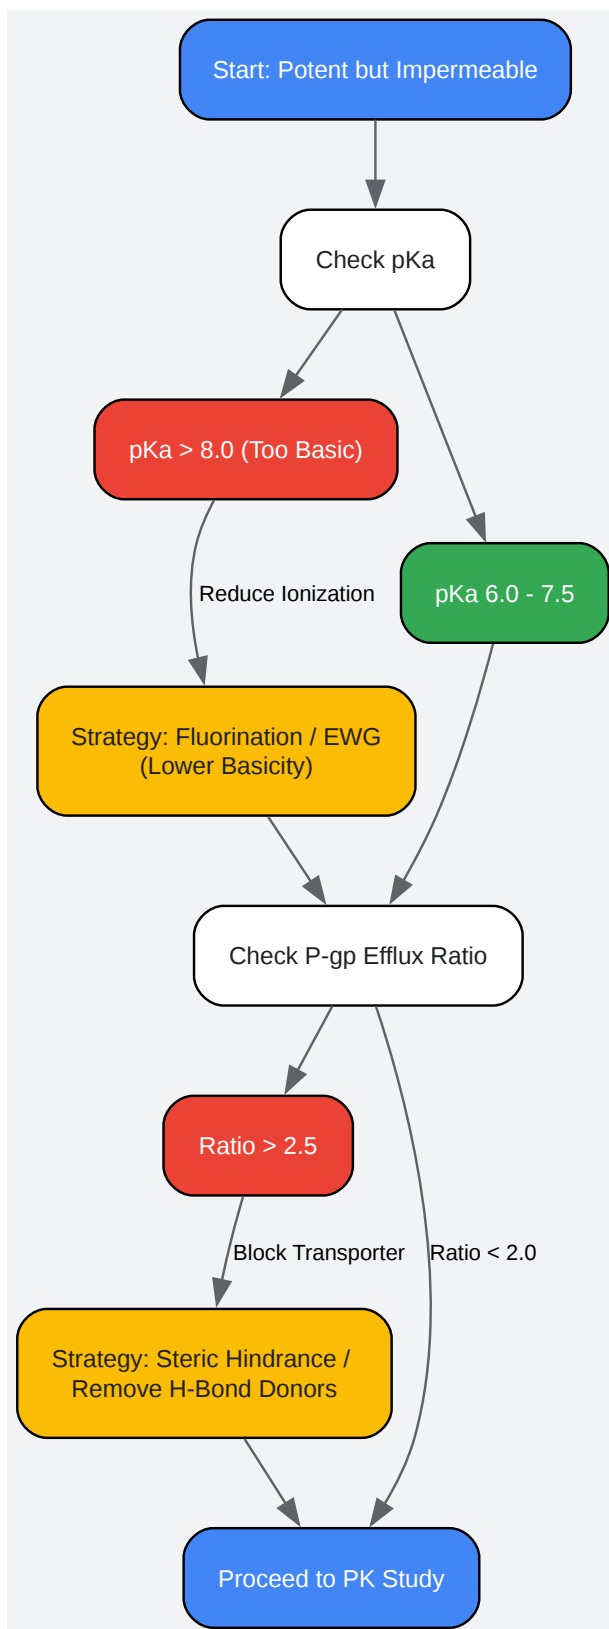 Start: Potent but Impermeable
Check pKa
pKa > 8.0 (Too Basic)
Reduce Ionization
pKa 6.0 - 7.5
Strategy: Fluorination / EWG
(Lower Basicity)
Check P-gp Efflux Ratio
Ratio > 2.5
Block Transporter
Ratio < 2.0
Strategy: Steric Hindrance /
Remove H-Bond Donors
Proceed to PK Study